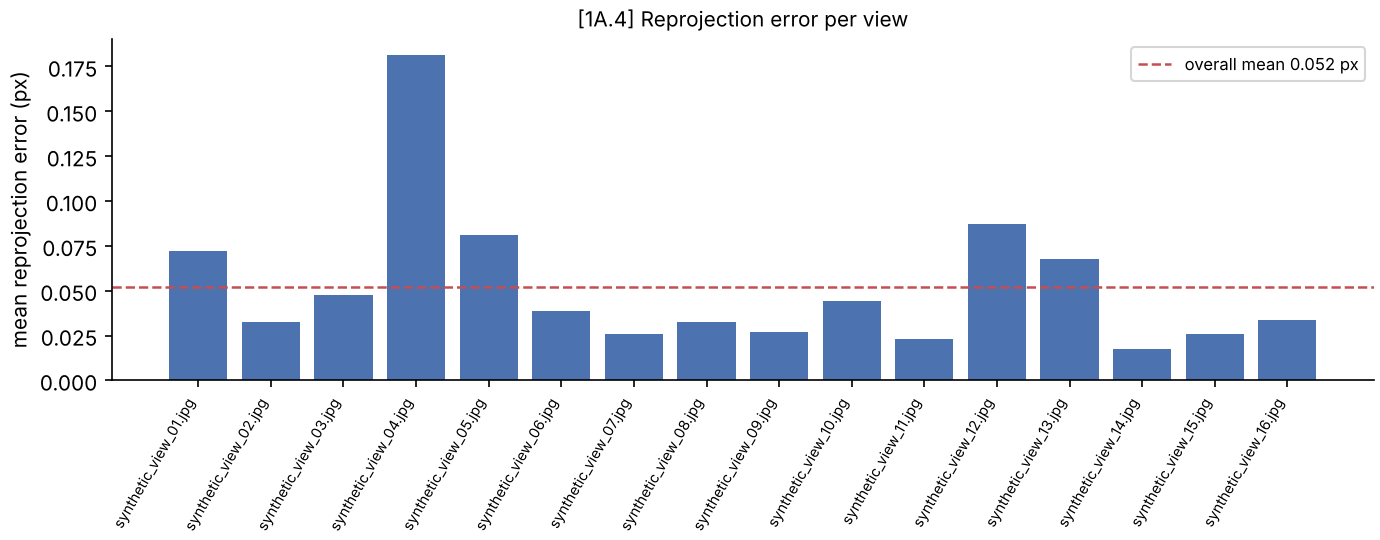 [1A.4] Reprojection error per view
overall mean 0.052 px
mean reprojection error (px)
0.175
0.150
0.125
0.100
0.075
0.050
0.025
0.000
synthetic_view_01.jpg
synthetic_view_02.jpg
synthetic_view_03.jpg
synthetic_view_04.jpg
synthetic_view_05.jpg
synthetic_view_06.jpg
synthetic_view_07.jpg
synthetic_view_08.jpg
synthetic_view_09.jpg
synthetic_view_10.jpg
synthetic_view_11.jpg
synthetic_view_12.jpg
synthetic_view_13.jpg
synthetic_view_14.jpg
synthetic_view_15.jpg
synthetic_view_16.jpg